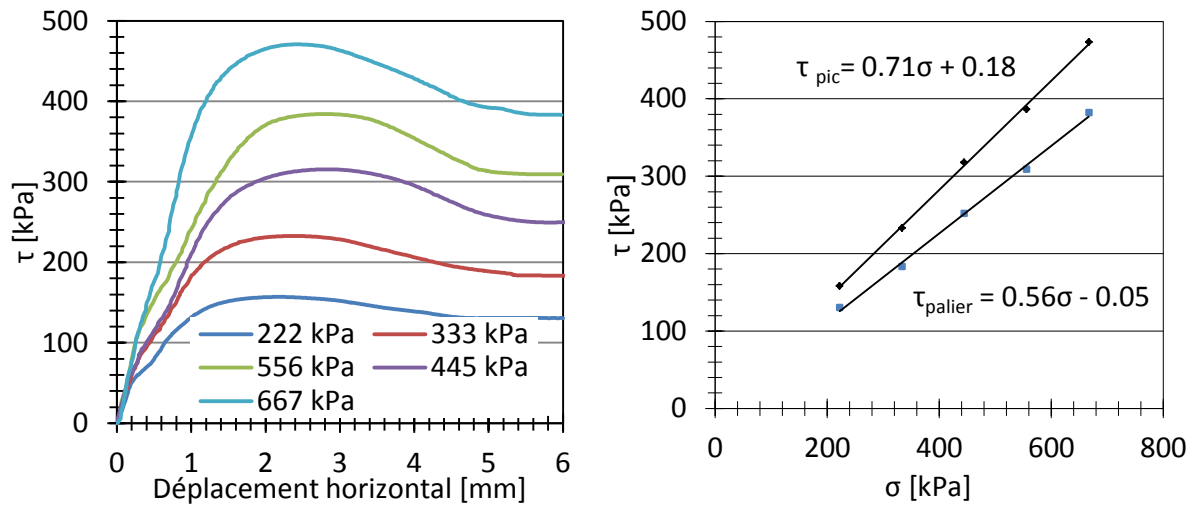 500
400
300
200
100
0
τ [kPa]
222 kPa
333 kPa
556 kPa
445 kPa
667 kPa
0 1 2 3 4 5 6
Déplacement horizontal [mm]
500
400
300
200
100
0
τ [kPa]
τ pic= 0.71σ + 0.18
τpalier = 0.56σ - 0.05
0 200 400 600 800
σ [kPa]